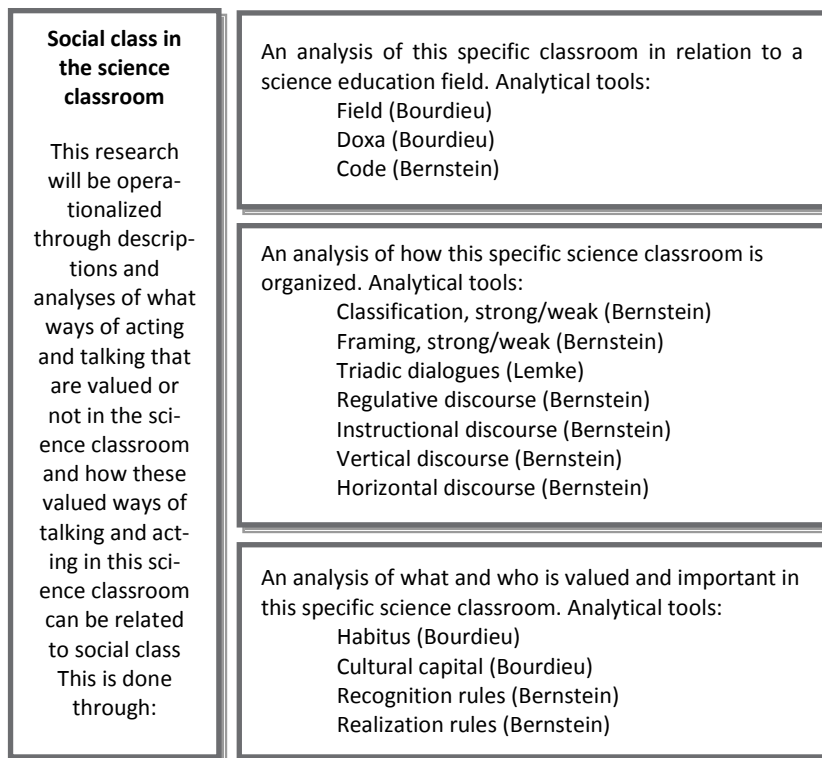 Social class in
the science
classroom
This research
will be opera-
tionalized
through descrip-
tions and
analyses of what
ways of acting
and talking that
are valued or
not in the sci-
ence classroom
and how these
valued ways of
talking and act-
ing in this sci-
ence classroom
can be related
to social class
This is done
through:
An analysis of this specific classroom in relation to a
science education field. Analytical tools:
Field (Bourdieu)
Doxa (Bourdieu)
Code (Bernstein)
An analysis of how this specific science classroom is
organized. Analytical tools:
Classification, strong/weak (Bernstein)
Framing, strong/weak (Bernstein)
Triadic dialogues (Lemke)
Regulative discourse (Bernstein)
Instructional discourse (Bernstein)
Vertical discourse (Bernstein)
Horizontal discourse (Bernstein)
An analysis of what and who is valued and important in
this specific science classroom. Analytical tools:
Habitus (Bourdieu)
Cultural capital (Bourdieu)
Recognition rules (Bernstein)
Realization rules (Bernstein)